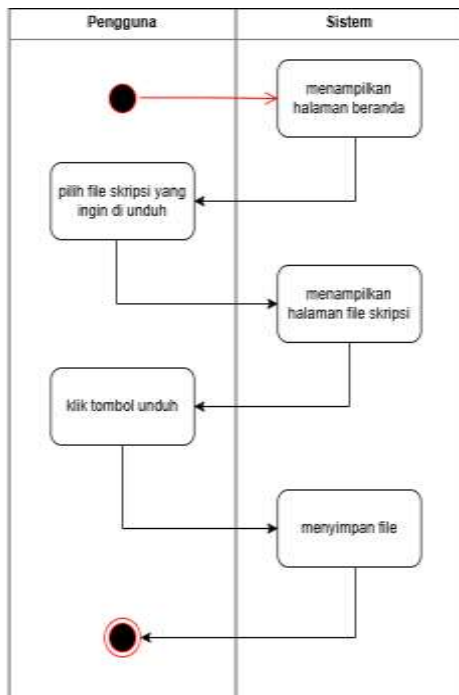 Pengguna
Sistem
menampilkan
halaman beranda
pilih file skripsi yang
ingin di unduh
menampilkan
halaman file skripsi
klik tombol unduh
menyimpan file